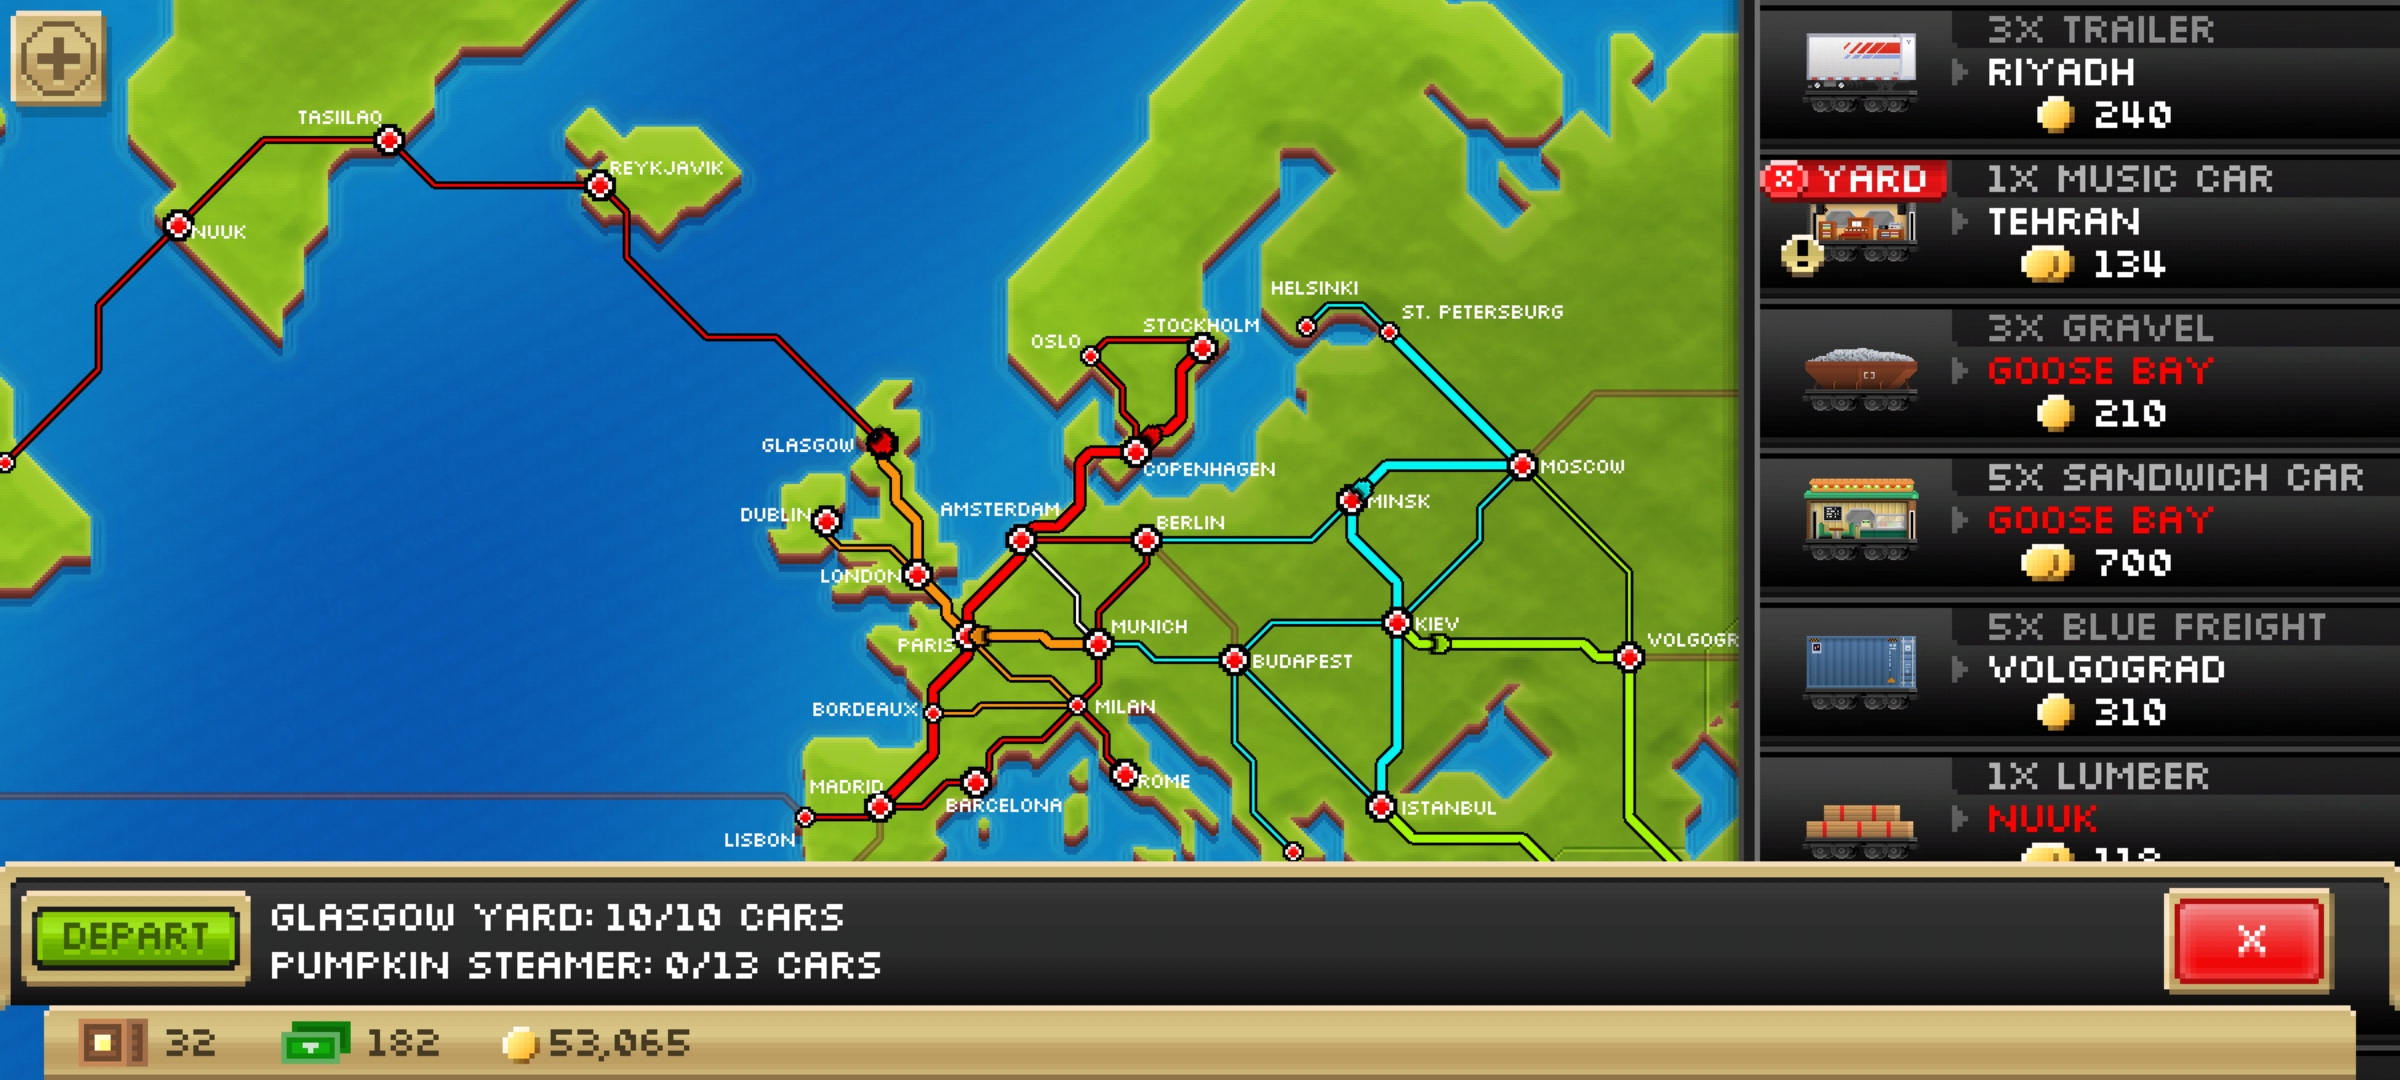 TASIILAQ
REYKJAVIK
NUUK
HELSINKI
ST. PETERSBURG
STOCKHOLM
OSLO
GLASGOW
COPENHAGEN
MOSCOW
MINSK
AMSTERDAM
DUBLIN
BERLIN
LONDON
PARIS
MUNICH
KIEV
VOLGOGR
BUDAPEST
BORDEAUX
MILAN
MADRID
ROME
BARCELONA
ISTANBUL
LISBON
3X TRAILER
RIYADH
240
YARD
1X MUSIC CAR
TEHRAN
134
3X GRAVEL
GOOSE BAY
210
5X SANDWICH CAR
GOOSE BAY
700
5X BLUE FREIGHT
VOLGOGRAD
310
1X LUMBER
NUUK
DEPART
GLASGOW YARD: 10/10 CARS
PUMPKIN STEAMER: 0/13 CARS
X
32
182
53,065